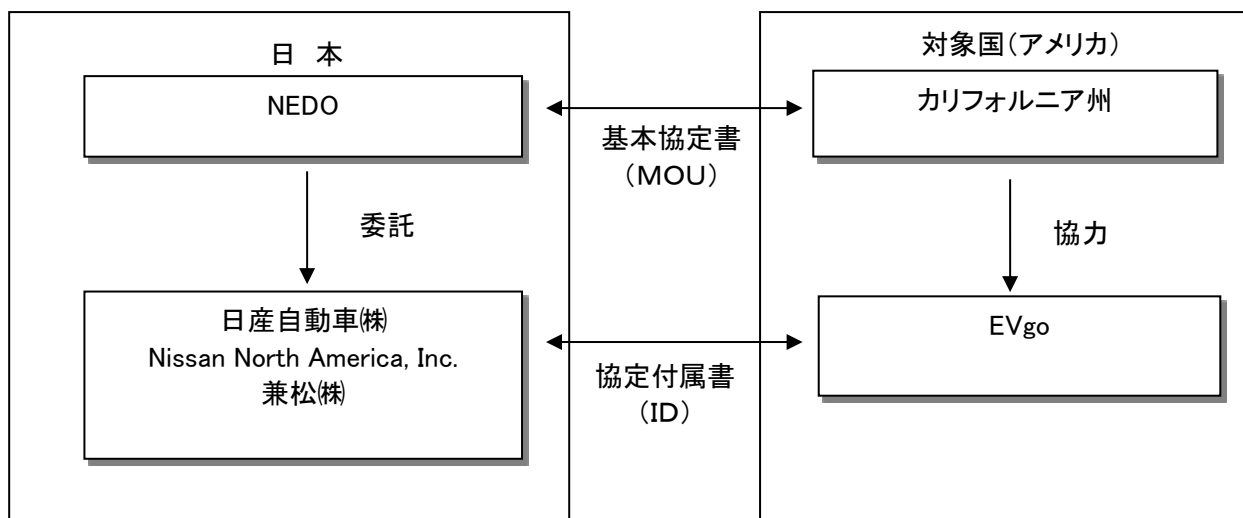 日 本
NEDO
委託
日産自動車㈱
Nissan North America, Inc.
兼松㈱
基本協定書
（ＭＯＵ）
協定付属書
（ＩＤ）
対象国（アメリカ）
カリフォルニア州
協力
EVgo